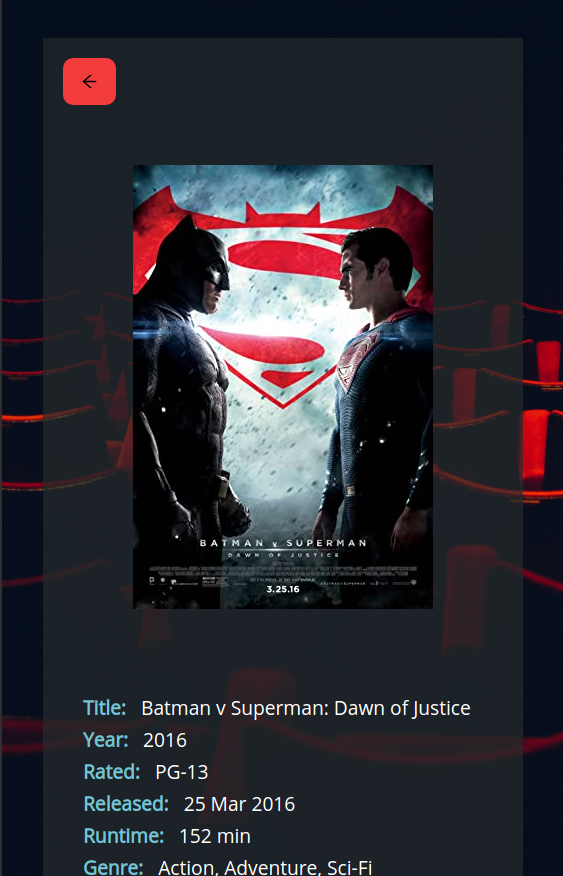 BATMAN v SUPERMAN
DAWN OF JUSTICE
3.25.16
Title: Batman v Superman: Dawn of Justice
Year: 2016
Rated: PG-13
Released: 25 Mar 2016
Runtime: 152 min
Genre: Action, Adventure, Sci-Fi